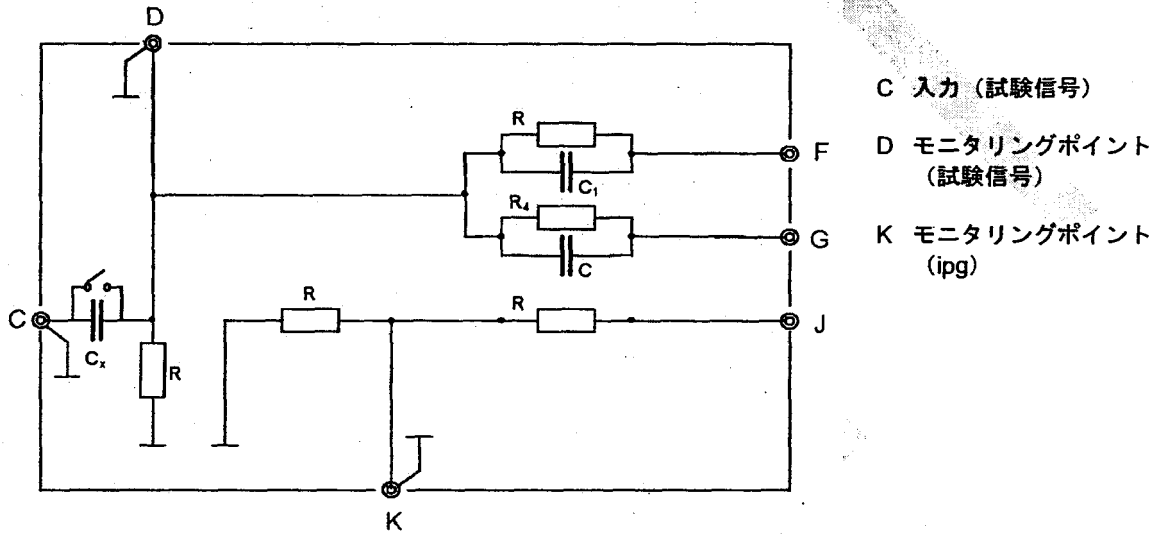 D
R
F
C₁
R₄
G
C
R
R
J
C
Cₓ
R
K
C 入力（試験信号）
D モニタリングポイント
（試験信号）
K モニタリングポイント
（ipg）